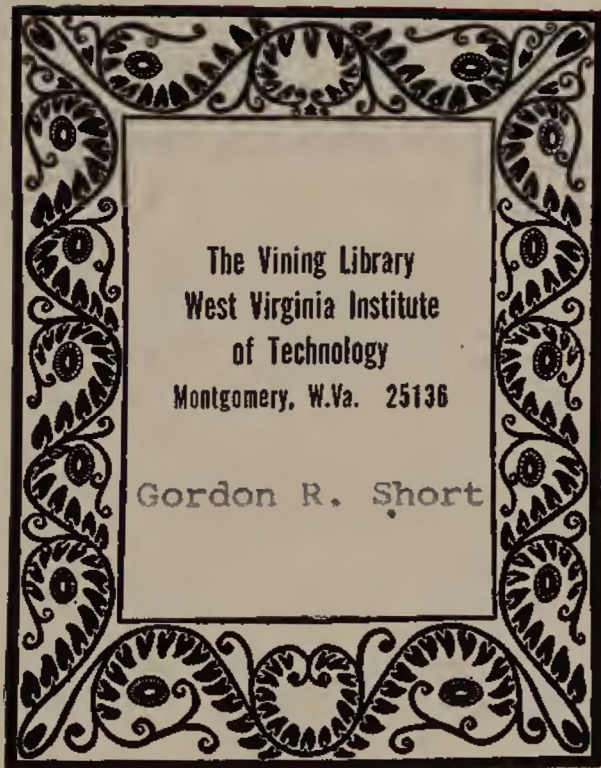 The Vining Library
West Virginia Institute
of Technology
Montgomery, W.Va. 25136
Gordon R. Short